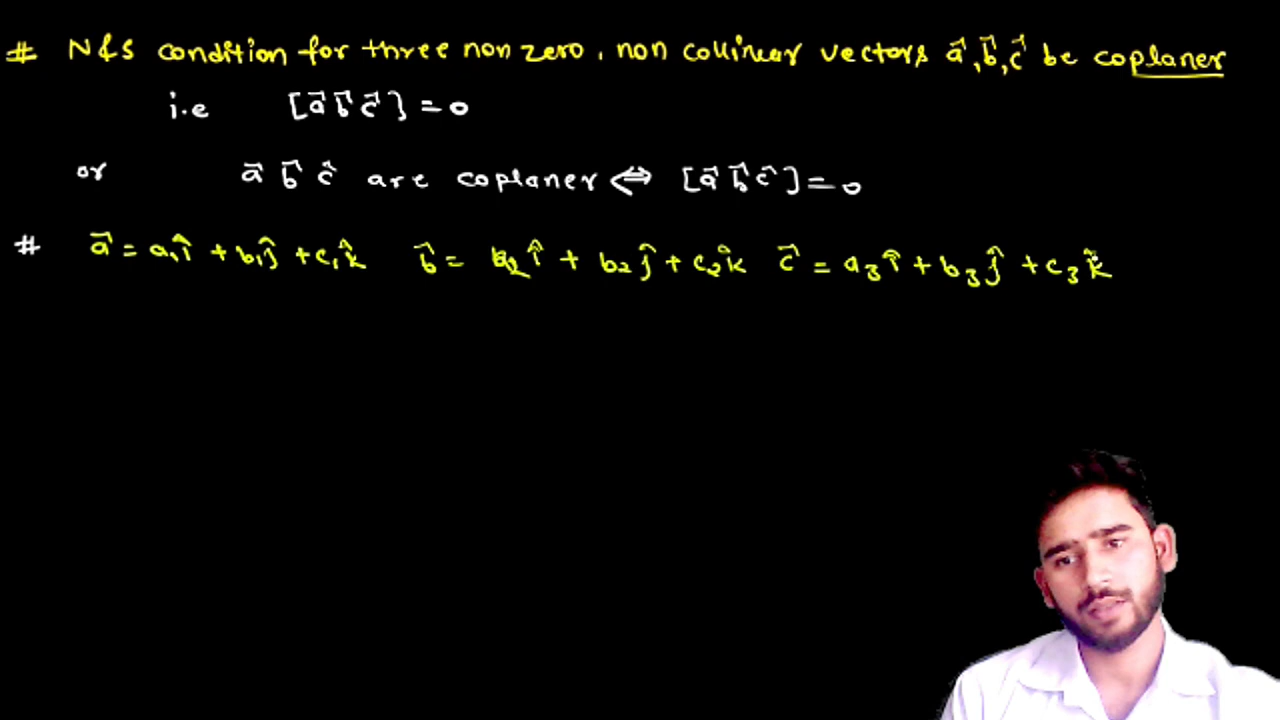 # N&S condition for three non zero, non collinear vectors a⃗, b⃗, c⃗ be coplaner
i.e [a⃗ b⃗ c⃗] = 0
or a⃗ b⃗ c⃗ are coplaner ⇔ [a⃗ b⃗ c⃗] = 0
# a⃗ = a₁î + b₁ĵ + c₁k̂ b⃗ = a₂î + b₂ĵ + c₂k̂ c⃗ = a₃î + b₃ĵ + c₃k̂